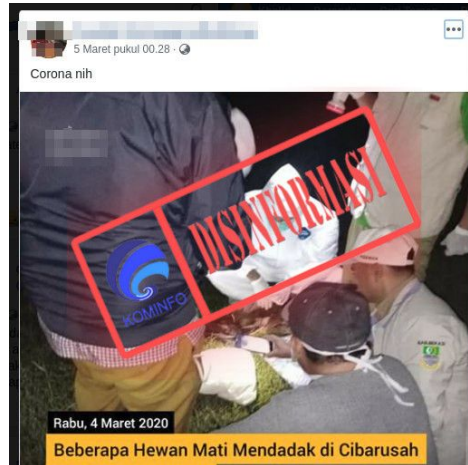 5 Maret pukul 00.28 ·
Corona nih
DISINFORMASI
KOMINFO
Rabu, 4 Maret 2020
Beberapa Hewan Mati Mendadak di Cibarusah